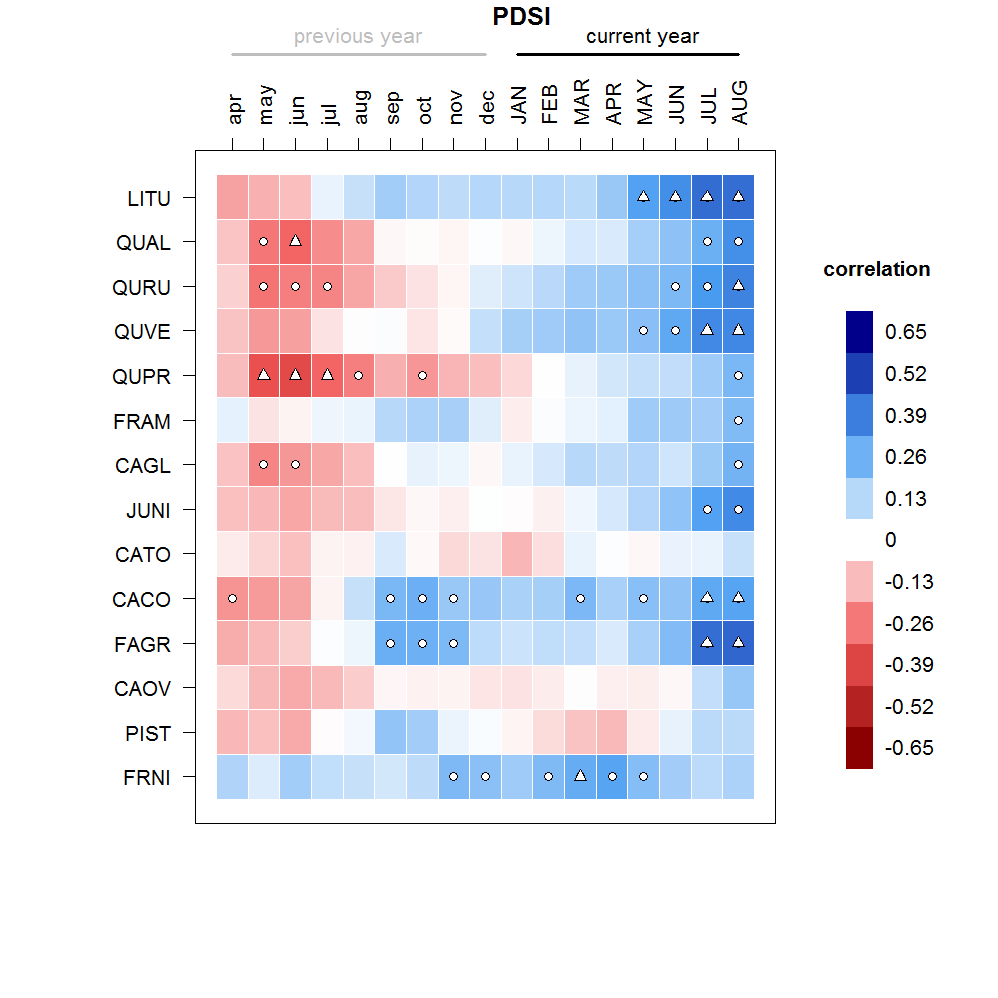 PDSI
previous year current year
apr may jun jul aug sep oct nov dec JAN FEB MAR APR MAY JUN JUL AUG
LITU
QUAL
QURU
QUVE
QUPR
FRAM
CAGL
JUNI
CATO
CACO
FAGR
CAOV
PIST
FRNI
correlation
0.65
0.52
0.39
0.26
0.13
0
-0.13
-0.26
-0.39
-0.52
-0.65